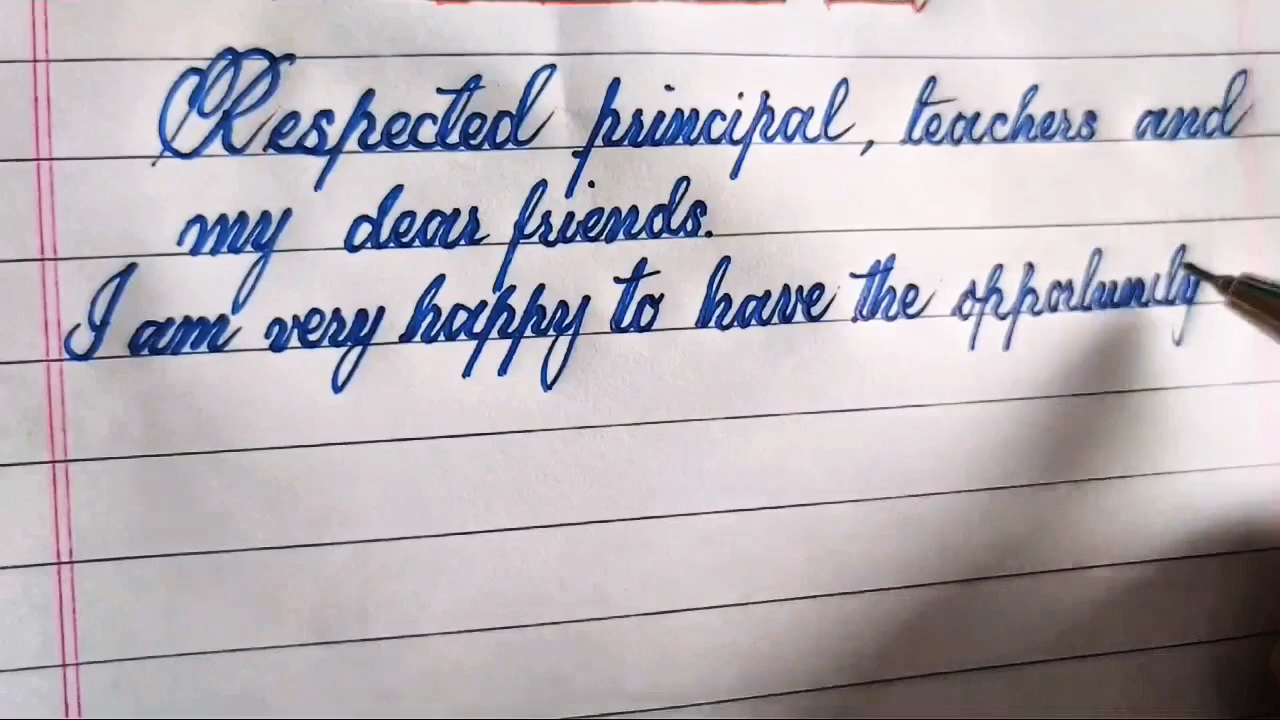 Respected principal, teachers and
my dear friends.
I am very happy to have the opportunity